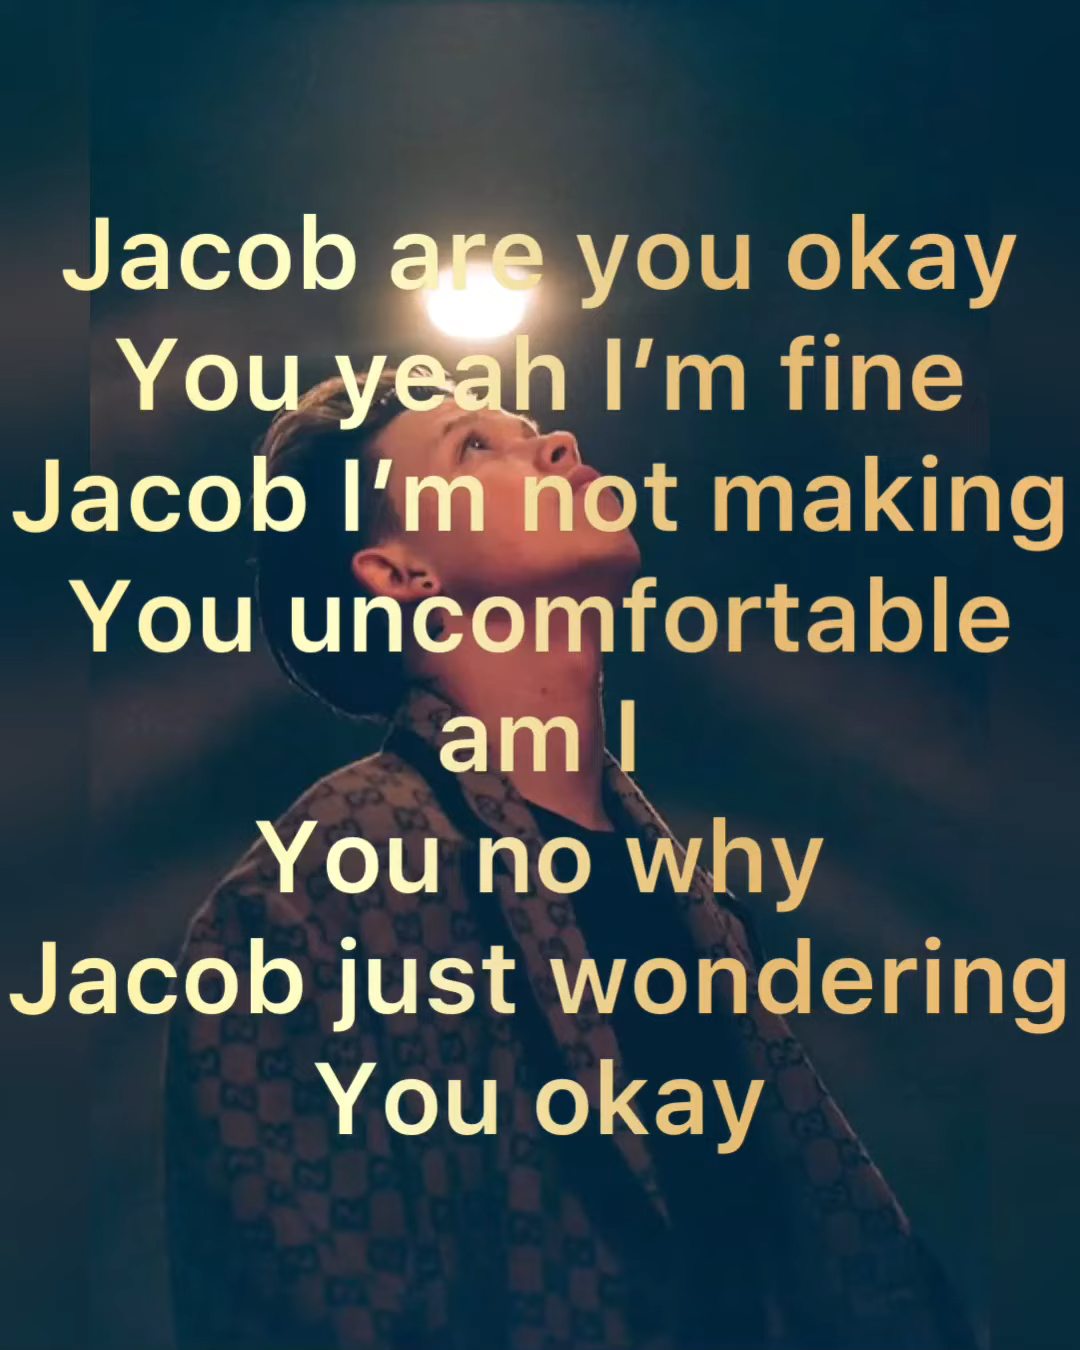 Jacob are you okay
You yeah I’m fine
Jacob I’m not making
You uncomfortable
am I
You no why
Jacob just wondering
You okay